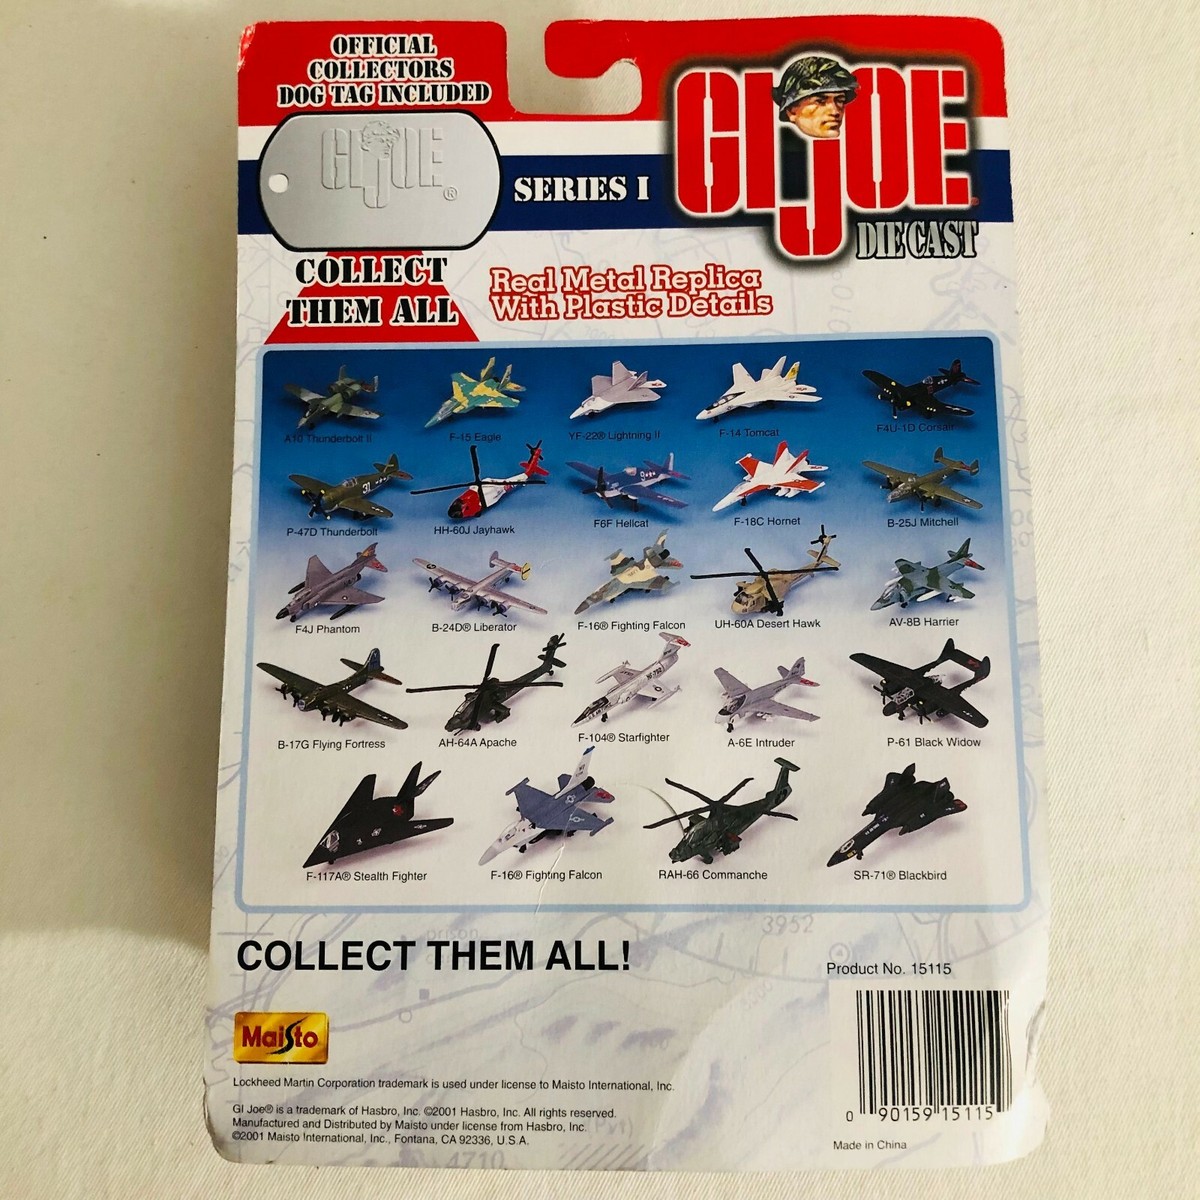 OFFICIAL
COLLECTORS
DOG TAG INCLUDED
GI JOE
®
SERIES I
GI JOE
DIE CAST
COLLECT
THEM ALL
Real Metal Replica
With Plastic Details
A10 Thunderbolt II
F-15 Eagle
YF-22® Lightning II
F-14 Tomcat
F4U-1D Corsair
P-47D Thunderbolt
HH-60J Jayhawk
F6F Hellcat
F-18C Hornet
B-25J Mitchell
F4J Phantom
B-24D® Liberator
F-16® Fighting Falcon
UH-60A Desert Hawk
AV-8B Harrier
B-17G Flying Fortress
AH-64A Apache
F-104® Starfighter
A-6E Intruder
P-61 Black Widow
F-117A® Stealth Fighter
F-16® Fighting Falcon
RAH-66 Commanche
SR-71® Blackbird
prison
3952
COLLECT THEM ALL!
Product No. 15115
Maisto
Lockheed Martin Corporation trademark is used under license to Maisto International, Inc.
GI Joe® is a trademark of Hasbro, Inc. ©2001 Hasbro, Inc. All rights reserved.
Manufactured and Distributed by Maisto under license from Hasbro, Inc.
©2001 Maisto International, Inc., Fontana, CA 92336, U.S.A.
4710
0 90159 15115
Made in China